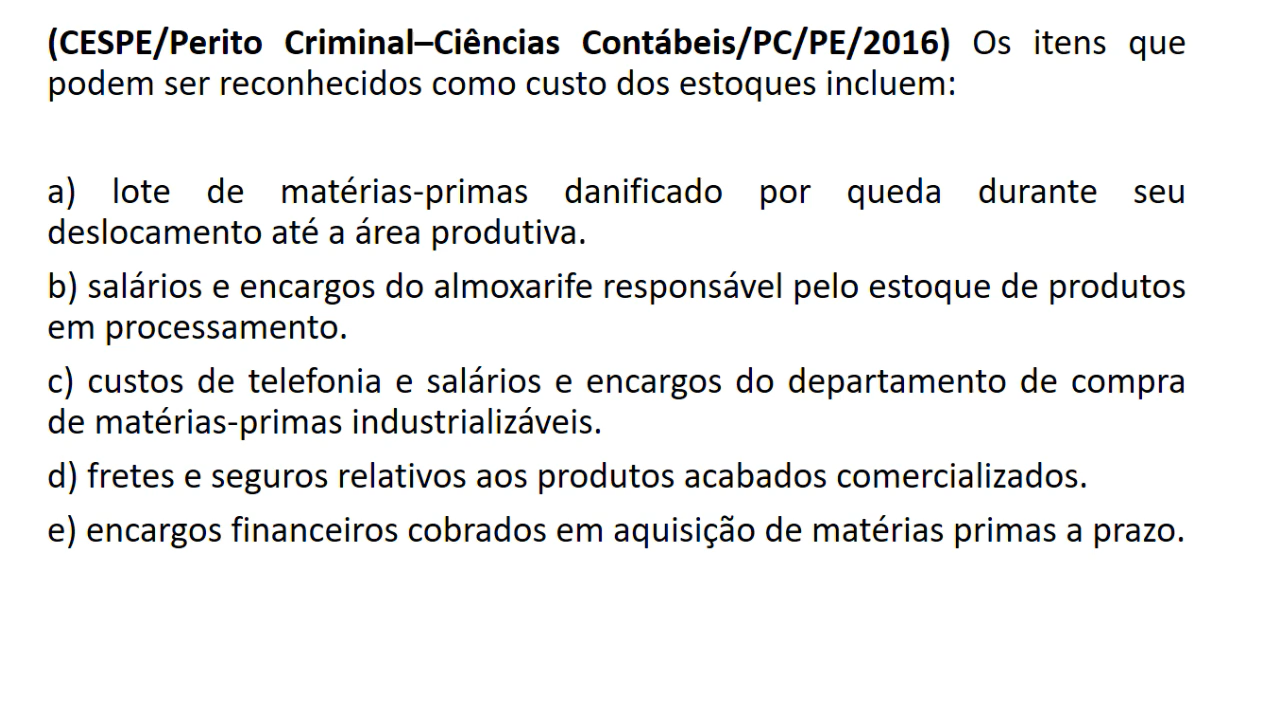 (CESPE/Perito Criminal–Ciências Contábeis/PC/PE/2016) Os itens que
podem ser reconhecidos como custo dos estoques incluem:
a) lote de matérias-primas danificado por queda durante seu
deslocamento até a área produtiva.
b) salários e encargos do almoxarife responsável pelo estoque de produtos
em processamento.
c) custos de telefonia e salários e encargos do departamento de compra
de matérias-primas industrializáveis.
d) fretes e seguros relativos aos produtos acabados comercializados.
e) encargos financeiros cobrados em aquisição de matérias primas a prazo.